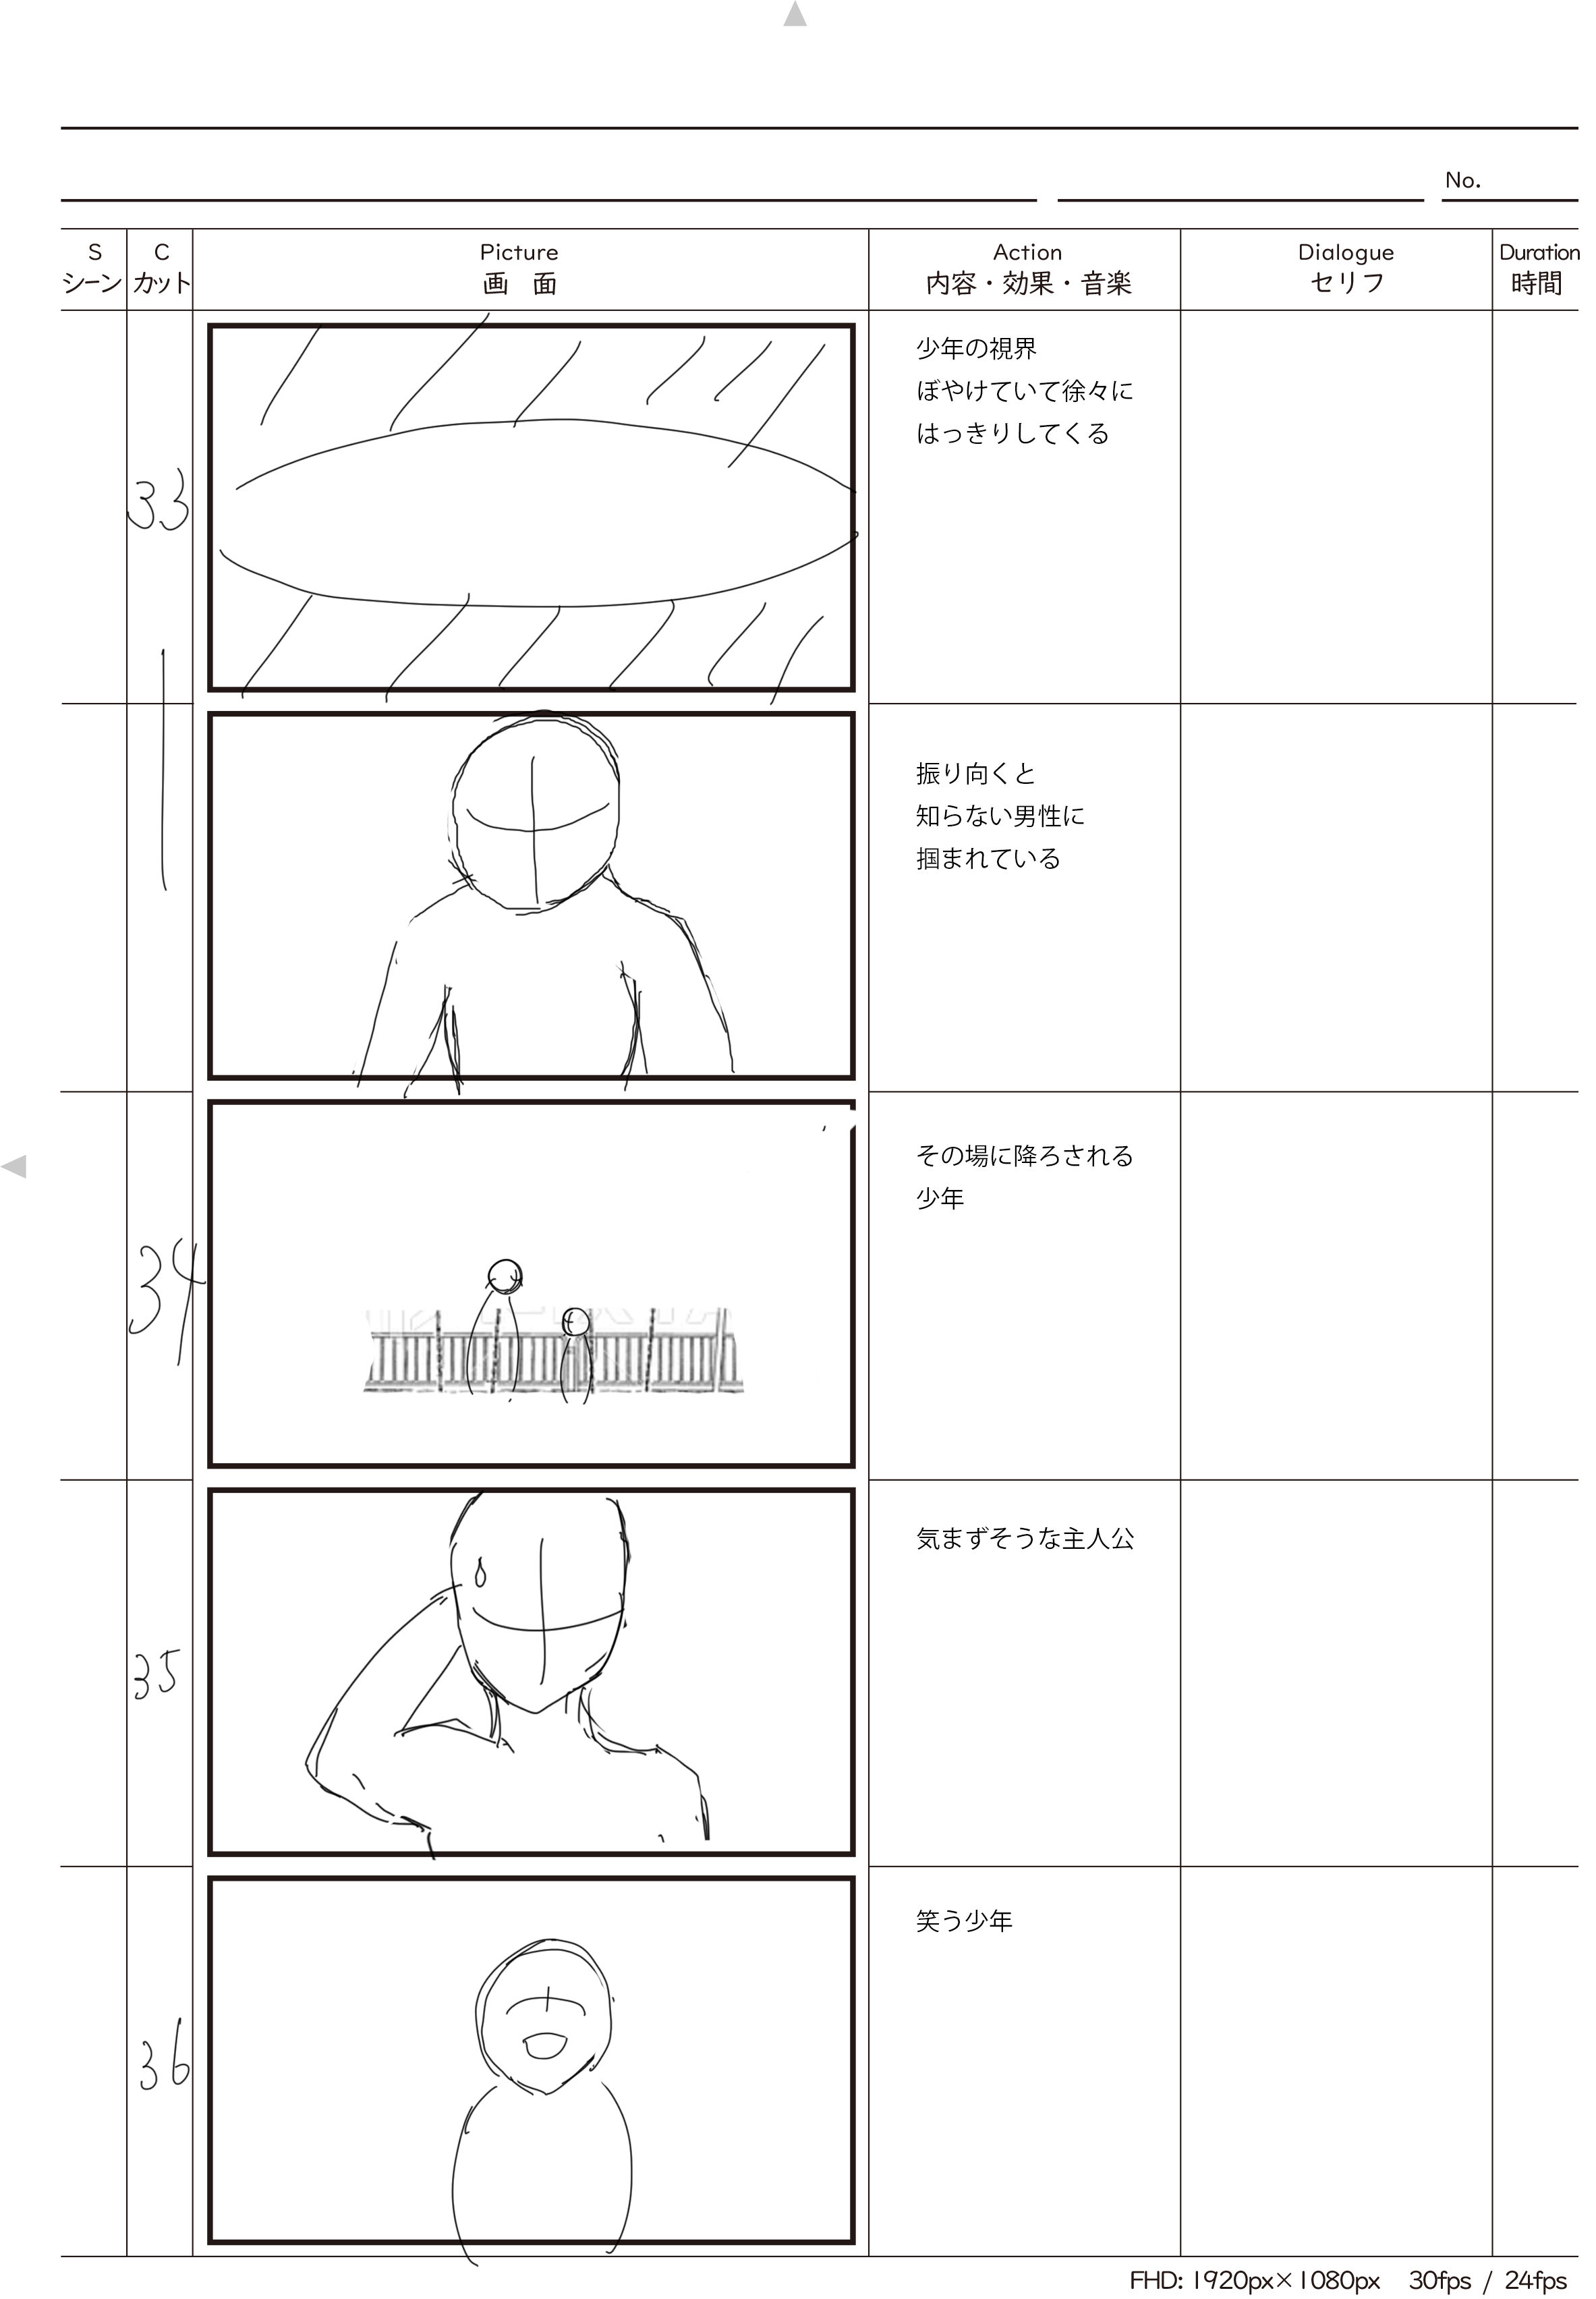 No.
S
シーン
C
カット
Picture
画 面
Action
内容・効果・音楽
Dialogue
セリフ
Duration
時間
33
少年の視界
ぼやけていて徐々に
はっきりしてくる
振り向くと
知らない男性に
掴まれている
34
その場に降ろされる
少年
35
気まずそうな主人公
36
笑う少年
FHD: 1920px×1080px 30fps / 24fps